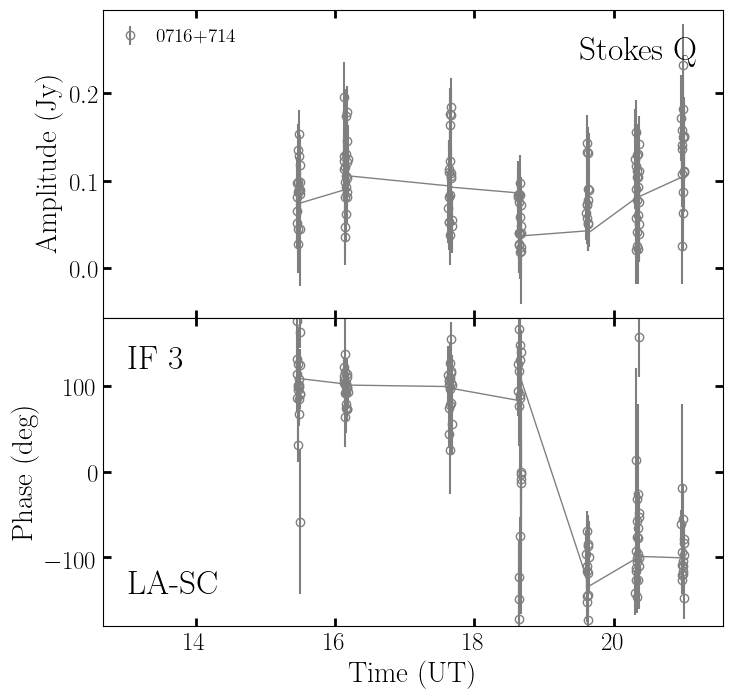 0716+714
Stokes Q
Amplitude (Jy)
0.2
0.1
0.0
IF 3
Phase (deg)
100
0
−100
LA-SC
14 16 18 20
Time (UT)